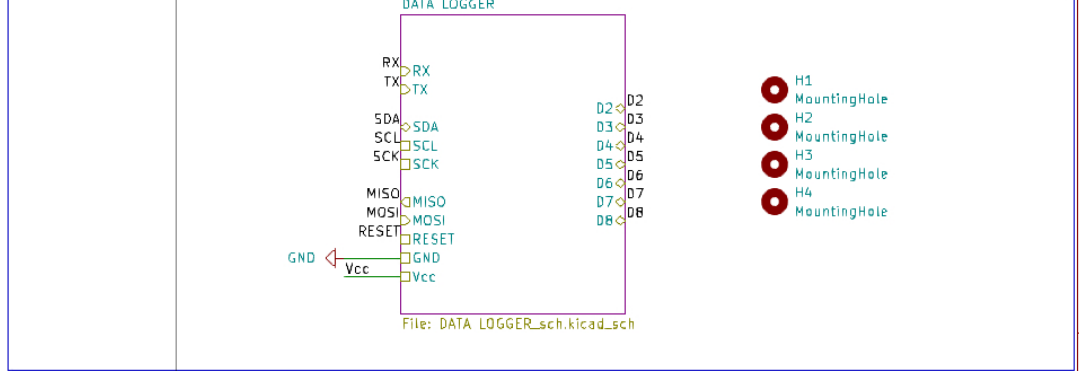 DATA LOGGER
RX
RX
TX
TX
SDA
SDA
SCL
SCL
SCK
SCK
MISO
MISO
MOSI
MOSI
RESET
RESET
GND
GND
Vcc
Vcc
D2
D2
D3
D3
D4
D4
D5
D5
D6
D6
D7
D7
D8
D8
File: DATA LOGGER_sch.kicad_sch
H1
MountingHole
H2
MountingHole
H3
MountingHole
H4
MountingHole